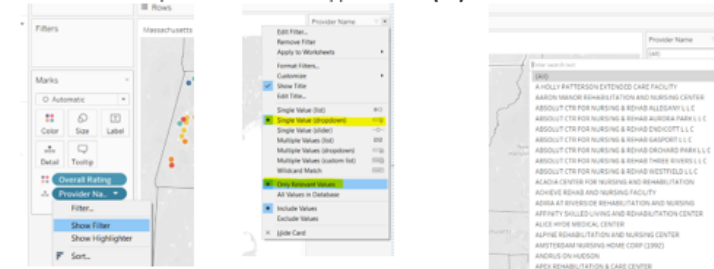 Filters
Rows
Massachusetts
Marks
Automatic
Color
Size
Label
Detail
Tooltip
Overall Rating
Provider Na..
Filter...
Show Filter
Show Highlighter
Sort...
Provider Name
Edit Filter...
Remove Filter
Apply to Worksheets
Format Filters...
Customize
Show Title
Edit Title...
Single Value (list)
Single Value (dropdown)
Single Value (slider)
Multiple Values (list)
Multiple Values (dropdown)
Multiple Values (custom list)
Wildcard Match
Only Relevant Values
All Values in Database
Include Values
Exclude Values
Hide Card
Provider Name
(All)
Enter search text
(All)
A HOLLY PATTERSON EXTENDED CARE FACILITY
AARON MANOR REHABILITATION AND NURSING CENTER
ABSOLUT CTR FOR NURSING & REHAB ALLEGANY L L C
ABSOLUT CTR FOR NURSING & REHAB AURORA PARK L L C
ABSOLUT CTR FOR NURSING & REHAB ENDICOTT L L C
ABSOLUT CTR FOR NURSING & REHAB GASPORT L L C
ABSOLUT CTR FOR NURSING & REHAB ORCHARD PARK L L C
ABSOLUT CTR FOR NURSING & REHAB THREE RIVERS L L C
ABSOLUT CTR FOR NURSING & REHAB WESTFIELD L L C
ACADIA CENTER FOR NURSING AND REHABILITATION
ACHIEVE REHAB AND NURSING FACILITY
ADIRA AT RIVERSIDE REHABILITATION AND NURSING
AFFINITY SKILLED LIVING AND REHABILITATION CENTER
ALICE HYDE MEDICAL CENTER
ALPINE REHABILITATION AND NURSING CENTER
AMSTERDAM NURSING HOME CORP (1992)
ANDRUS ON HUDSON
APEX REHABILITATION & CARE CENTER